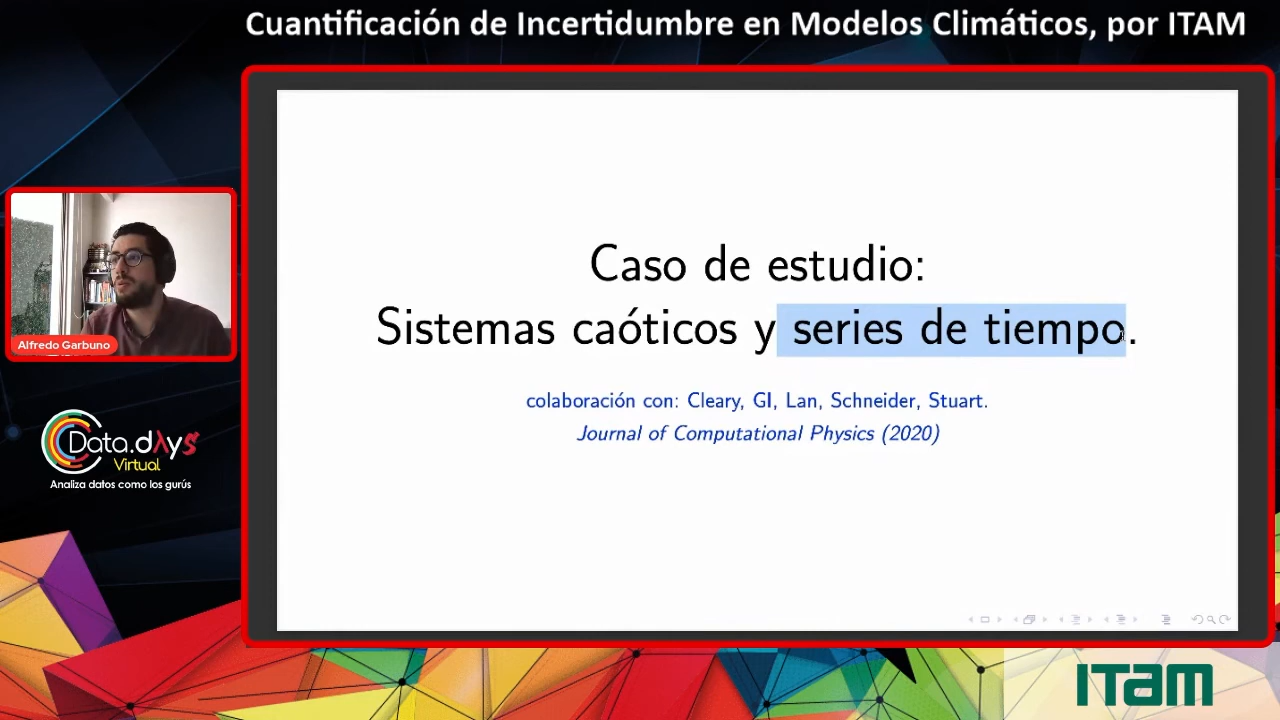 Cuantificación de Incertidumbre en Modelos Climáticos, por ITAM
Caso de estudio:
Sistemas caóticos y series de tiempo.
colaboración con: Cleary, GI, Lan, Schneider, Stuart.
Journal of Computational Physics (2020)
Alfredo Garbuno
Data.dAys
Virtual
Analiza datos como los gurús
ITam